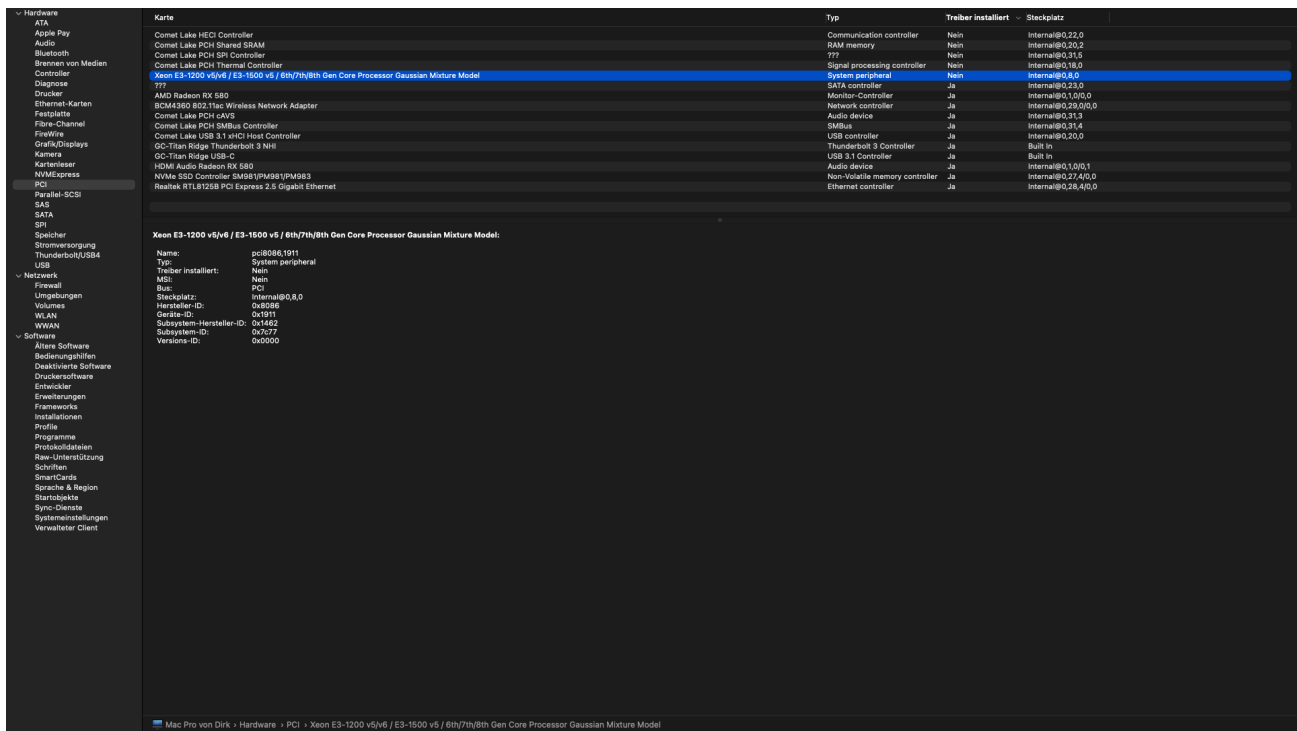 Hardware
ATA
Apple Pay
Audio
Bluetooth
Brennen von Medien
Controller
Diagnose
Drucker
Ethernet-Karten
Festplatte
Fibre-Channel
FireWire
Grafik/Displays
Kamera
Kartenleser
NVMExpress
PCI
Parallel-SCSI
SAS
SATA
SPI
Speicher
Stromversorgung
Thunderbolt/USB4
USB
Netzwerk
Firewall
Umgebungen
Volumes
WLAN
WWAN
Software
Ältere Software
Bedienungshilfen
Deaktivierte Software
Druckersoftware
Entwickler
Erweiterungen
Frameworks
Installationen
Profile
Programme
Protokolldateien
Raw-Unterstützung
Schriften
SmartCards
Sprache & Region
Startobjekte
Sync-Dienste
Systemeinstellungen
Verwalteter Client
Karte Typ Treiber installiert Steckplatz
Comet Lake HECI Controller Communication controller Nein Internal@0,22,0
Comet Lake PCH Shared SRAM RAM memory Nein Internal@0,20,2
Comet Lake PCH SPI Controller ??? Nein Internal@0,31,5
Comet Lake PCH Thermal Controller Signal processing controller Nein Internal@0,18,0
Xeon E3-1200 v5/v6 / E3-1500 v5 / 6th/7th/8th Gen Core Processor Gaussian Mixture Model System peripheral Nein Internal@0,8,0
??? SATA controller Ja Internal@0,23,0
AMD Radeon RX 580 Monitor-Controller Ja Internal@0,1,0/0,0
BCM4360 802.11ac Wireless Network Adapter Network controller Ja Internal@0,29,0/0,0
Comet Lake PCH cAVS Audio device Ja Internal@0,31,3
Comet Lake PCH SMBus Controller SMBus Ja Internal@0,31,4
Comet Lake USB 3.1 xHCI Host Controller USB controller Ja Internal@0,20,0
GC-Titan Ridge Thunderbolt 3 NHI Thunderbolt 3 Controller Ja Built In
GC-Titan Ridge USB-C USB 3.1 Controller Ja Built In
HDMI Audio Radeon RX 580 Audio device Ja Internal@0,1,0/0,1
NVMe SSD Controller SM981/PM981/PM983 Non-Volatile memory controller Ja Internal@0,27,4/0,0
Realtek RTL8125B PCI Express 2.5 Gigabit Ethernet Ethernet controller Ja Internal@0,28,4/0,0
Xeon E3-1200 v5/v6 / E3-1500 v5 / 6th/7th/8th Gen Core Processor Gaussian Mixture Model:
Name: pci8086,1911
Typ: System peripheral
Treiber installiert: Nein
MSI: Nein
Bus: PCI
Steckplatz: Internal@0,8,0
Hersteller-ID: 0x8086
Geräte-ID: 0x1911
Subsystem-Hersteller-ID: 0x1462
Subsystem-ID: 0x7c77
Versions-ID: 0x0000
Mac Pro von Dirk › Hardware › PCI › Xeon E3-1200 v5/v6 / E3-1500 v5 / 6th/7th/8th Gen Core Processor Gaussian Mixture Model